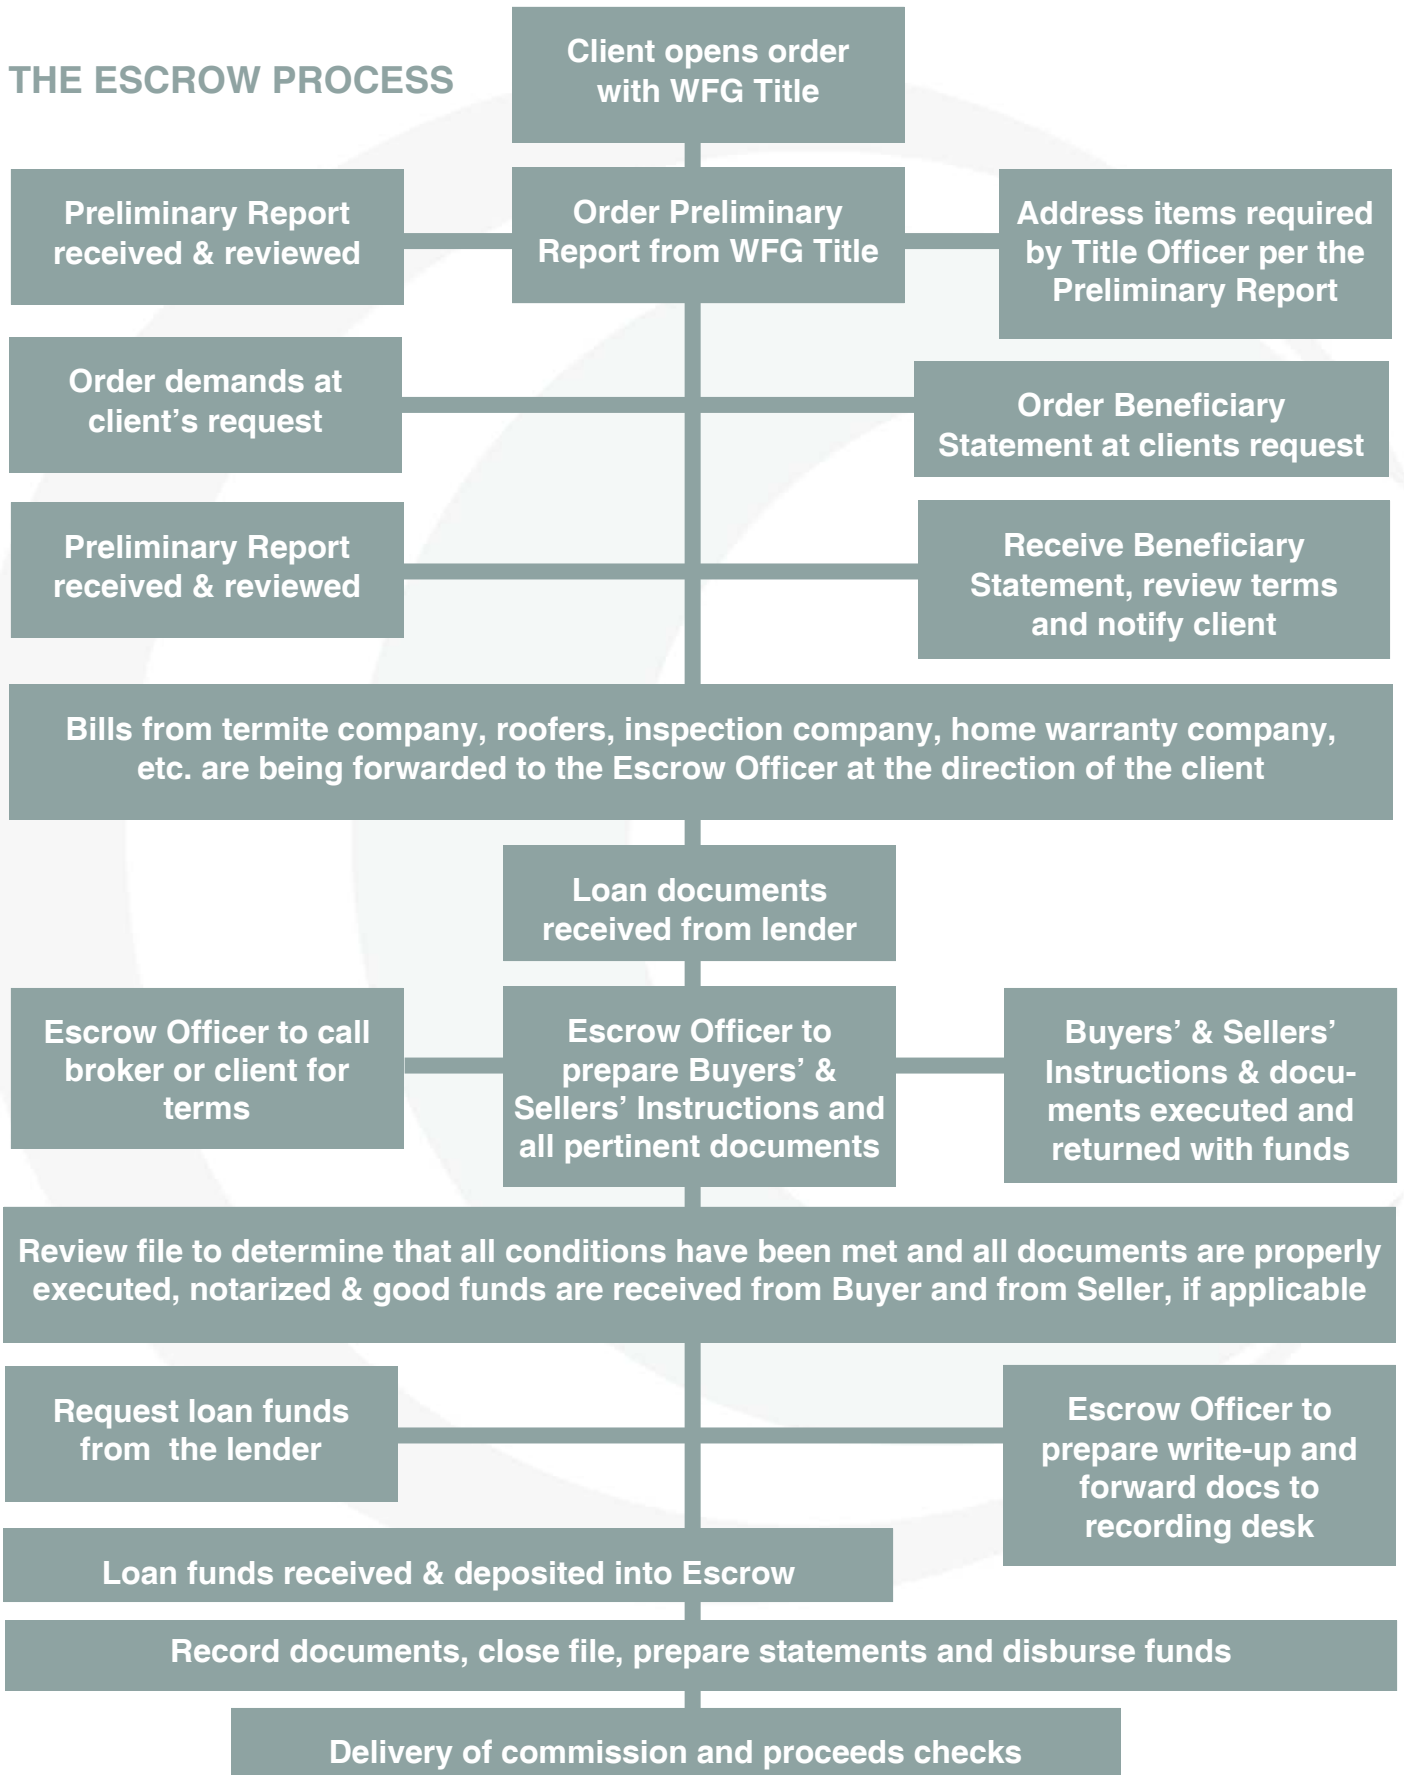 THE ESCROW PROCESS
Client opens order
with WFG Title
Preliminary Report
received & reviewed
Order Preliminary
Report from WFG Title
Address items required
by Title Officer per the
Preliminary Report
Order demands at
client’s request
Order Beneficiary
Statement at clients request
Preliminary Report
received & reviewed
Receive Beneficiary
Statement, review terms
and notify client
Bills from termite company, roofers, inspection company, home warranty company,
etc. are being forwarded to the Escrow Officer at the direction of the client
Loan documents
received from lender
Escrow Officer to call
broker or client for
terms
Escrow Officer to
prepare Buyers’ &
Sellers’ Instructions and
all pertinent documents
Buyers’ & Sellers’
Instructions & docu-
ments executed and
returned with funds
Review file to determine that all conditions have been met and all documents are properly
executed, notarized & good funds are received from Buyer and from Seller, if applicable
Request loan funds
from  the lender
Escrow Officer to
prepare write-up and
forward docs to
recording desk
Loan funds received & deposited into Escrow
Record documents, close file, prepare statements and disburse funds
Delivery of commission and proceeds checks